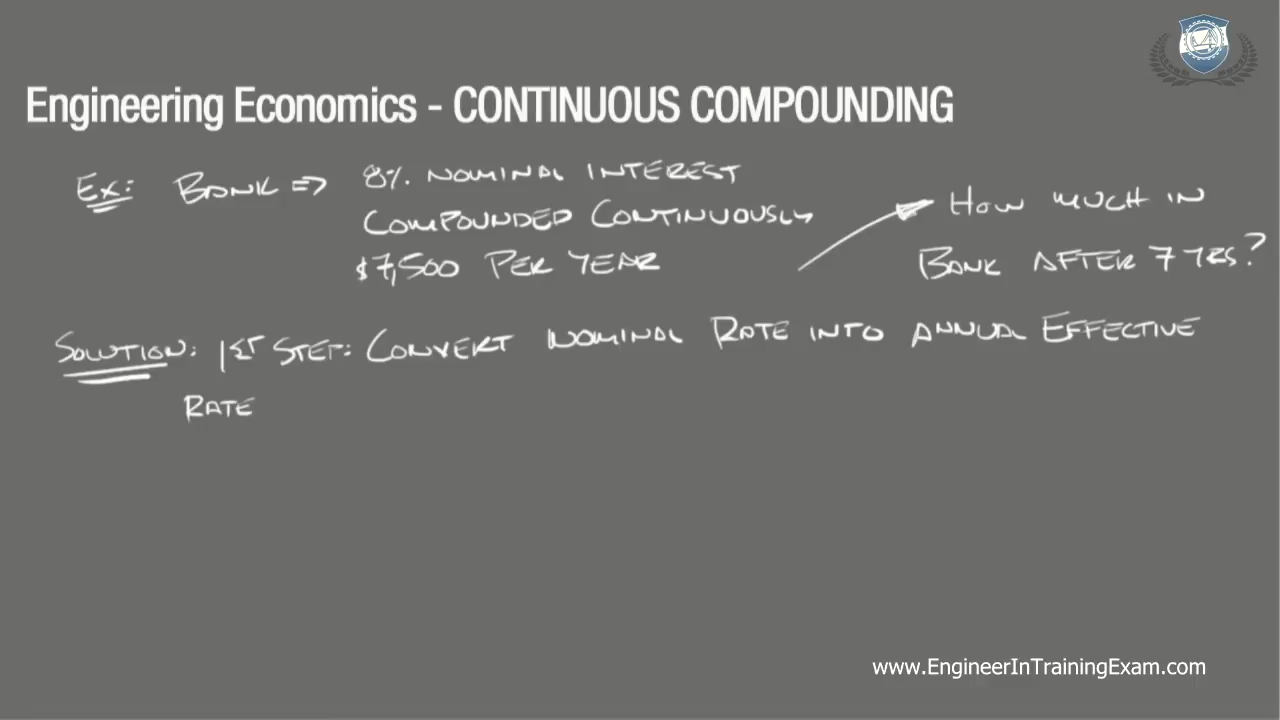 Engineering Economics - CONTINUOUS COMPOUNDING
Ex: BANK => 8% NOMINAL INTEREST
COMPOUNDED CONTINUOUSLY
$7,500 PER YEAR
HOW MUCH IN
BANK AFTER 7 YRS?
SOLUTION: 1ST STEP: CONVERT NOMINAL RATE INTO ANNUAL EFFECTIVE
RATE
www.EngineerInTrainingExam.com